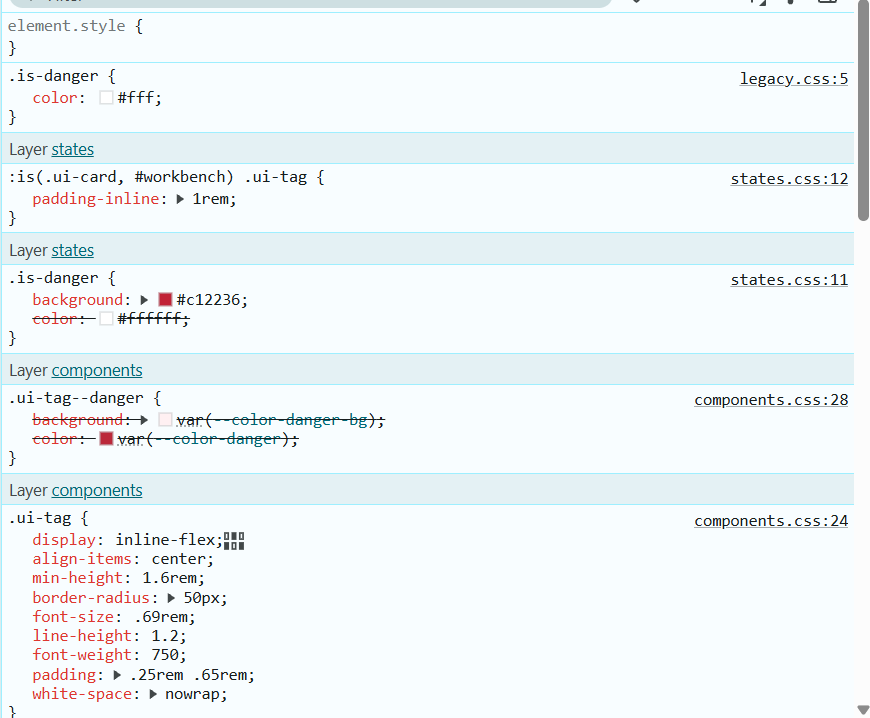 element.style {
}
.is-danger {
legacy.css:5
color: #fff;
}
Layer states
:is(.ui-card, #workbench) .ui-tag {
states.css:12
padding-inline: 1rem;
}
Layer states
.is-danger {
states.css:11
background: #c12236;
color: #ffffff;
}
Layer components
.ui-tag--danger {
components.css:28
background: var(--color-danger-bg);
color: var(--color-danger);
}
Layer components
.ui-tag {
components.css:24
display: inline-flex;
align-items: center;
min-height: 1.6rem;
border-radius: 50px;
font-size: .69rem;
line-height: 1.2;
font-weight: 750;
padding: .25rem .65rem;
white-space: nowrap;
}